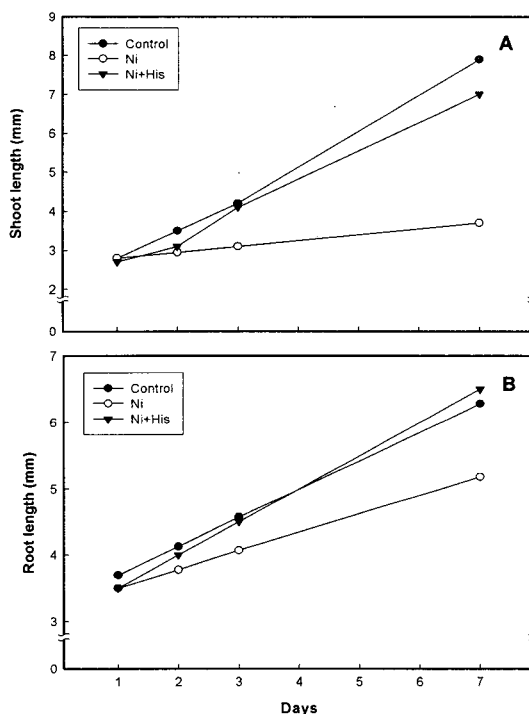 A
Control
Ni
Ni+His
9
8
7
6
5
4
3
2
0
Shoot length (mm)
B
Control
Ni
Ni+His
7
6
5
4
3
0
Root length (mm)
1 2 3 4 5 6 7
Days